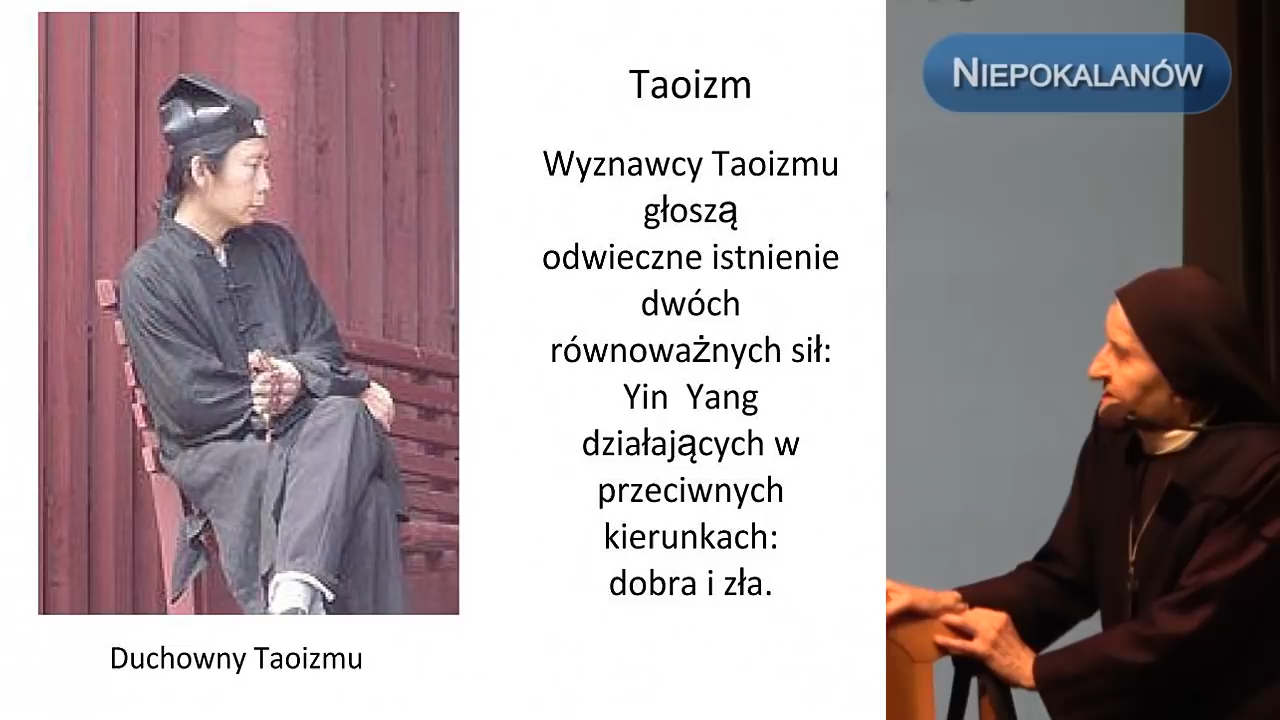 Taoizm
Wyznawcy Taoizmu
głoszą
odwieczne istnienie
dwóch
równoważnych sił:
Yin Yang
działających w
przeciwnych
kierunkach:
dobra i zła.
Duchowny Taoizmu
NIEPOKALANÓW